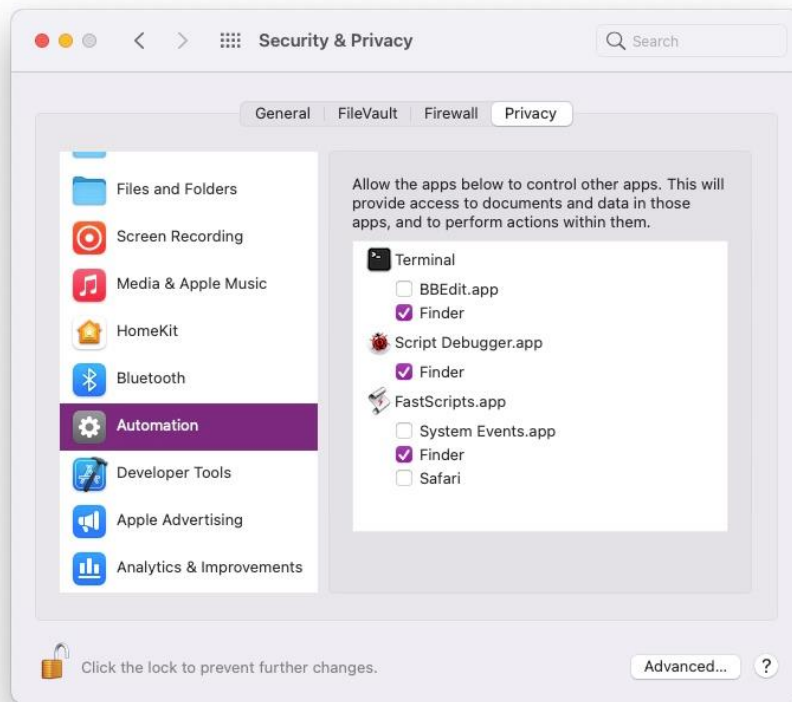 Security & Privacy
Search
General
FileVault
Firewall
Privacy
Files and Folders
Screen Recording
Media & Apple Music
HomeKit
Bluetooth
Automation
Developer Tools
Apple Advertising
Analytics & Improvements
Allow the apps below to control other apps. This will
provide access to documents and data in those
apps, and to perform actions within them.
Terminal
BBEdit.app
Finder
Script Debugger.app
Finder
FastScripts.app
System Events.app
Finder
Safari
Click the lock to prevent further changes.
Advanced...
?